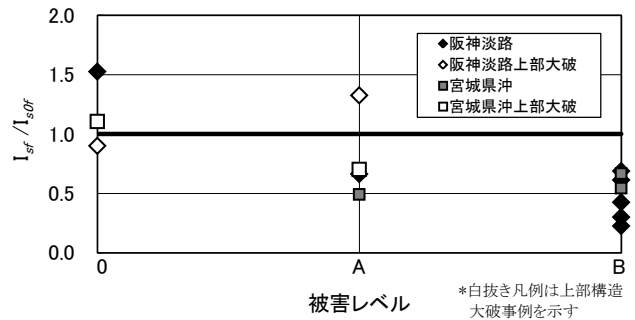 2.0
1.5
1.0
0.5
0.0
I_sf /I_s0f
阪神淡路
阪神淡路上部大破
宮城県沖
宮城県沖上部大破
0
A
B
被害レベル
*白抜き凡例は上部構造
大破事例を示す